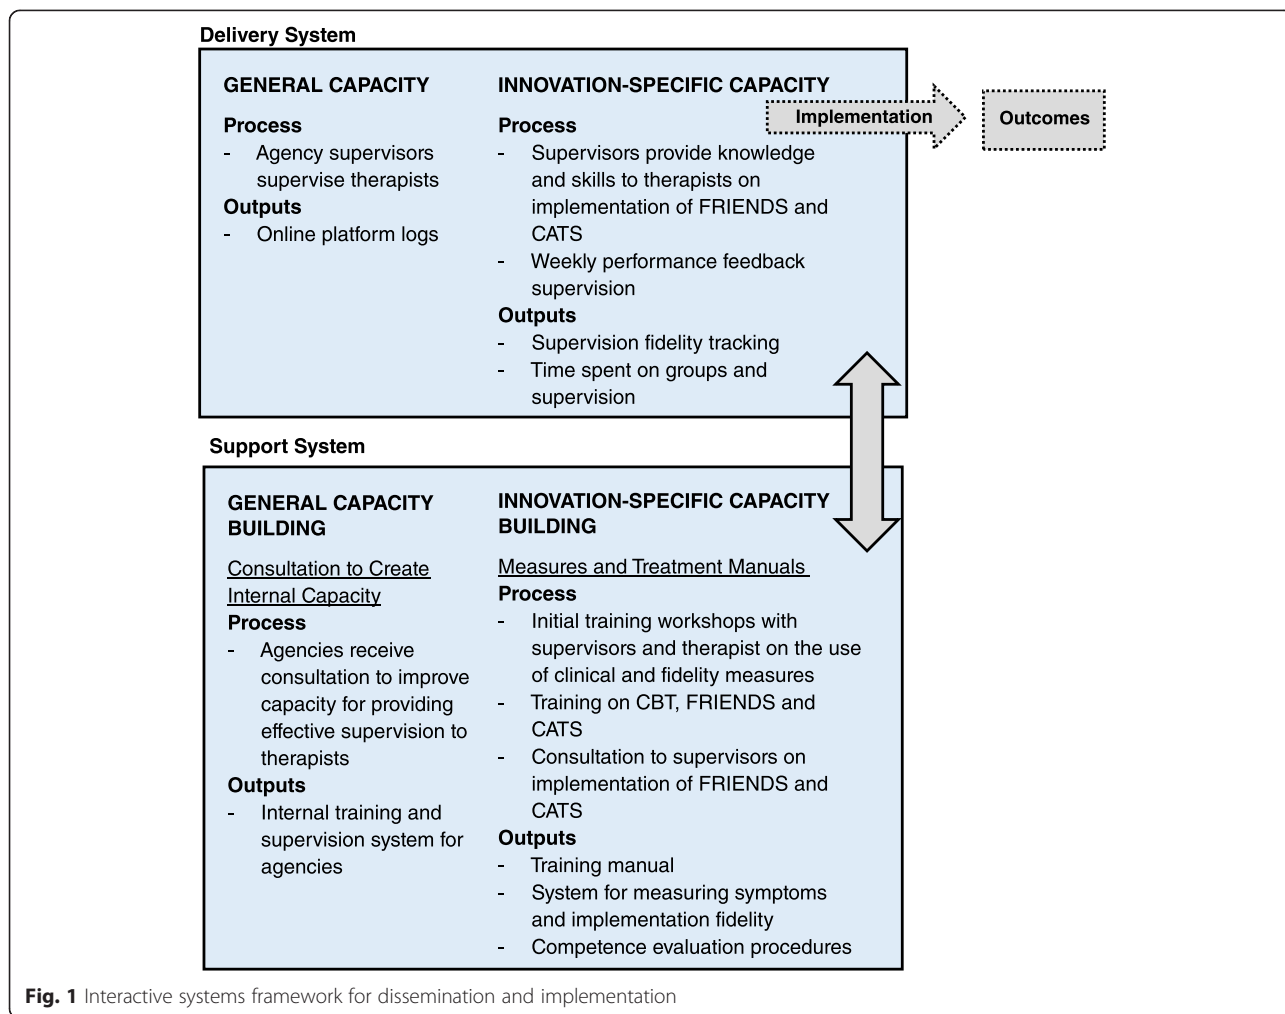 Delivery System
GENERAL CAPACITY
Process
- Agency supervisors
supervise therapists
Outputs
- Online platform logs
INNOVATION-SPECIFIC CAPACITY
Process
- Supervisors provide knowledge
and skills to therapists on
implementation of FRIENDS and
CATS
- Weekly performance feedback
supervision
Outputs
- Supervision fidelity tracking
- Time spent on groups and
supervision
Implementation
Outcomes
Support System
GENERAL CAPACITY
BUILDING
Consultation to Create
Internal Capacity
Process
- Agencies receive
consultation to improve
capacity for providing
effective supervision to
therapists
Outputs
- Internal training and
supervision system for
agencies
INNOVATION-SPECIFIC CAPACITY
BUILDING
Measures and Treatment Manuals
Process
- Initial training workshops with
supervisors and therapist on the use
of clinical and fidelity measures
- Training on CBT, FRIENDS and
CATS
- Consultation to supervisors on
implementation of FRIENDS and
CATS
Outputs
- Training manual
- System for measuring symptoms
and implementation fidelity
- Competence evaluation procedures
Fig. 1 Interactive systems framework for dissemination and implementation